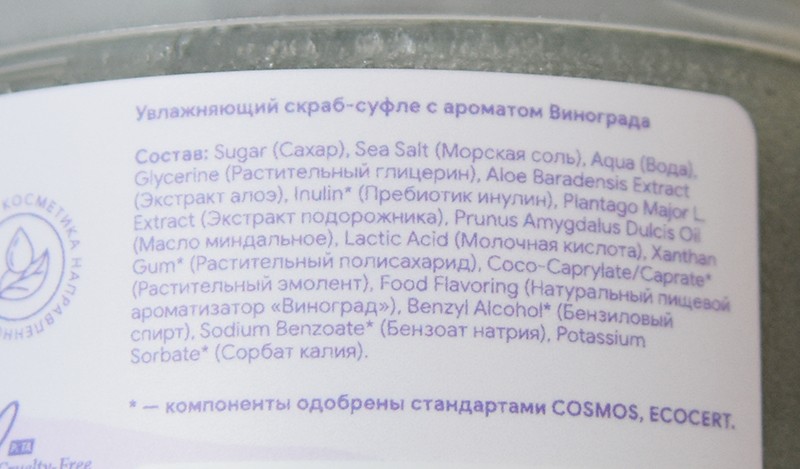 Увлажняющий скраб-суфле с ароматом Винограда
Состав: Sugar (Сахар), Sea Salt (Морская соль), Aqua (Вода),
Glycerine (Растительный глицерин), Aloe Baradensis Extract
(Экстракт алоэ), Inulin* (Пребиотик инулин), Plantago Major L.
Extract (Экстракт подорожника), Prunus Amygdalus Dulcis Oil
(Масло миндальное), Lactic Acid (Молочная кислота), Xanthan
Gum* (Растительный полисахарид), Coco-Caprylate/Caprate*
(Растительный эмолент), Food Flavoring (Натуральный пищевой
ароматизатор «Виноград»), Benzyl Alcohol* (Бензиловый
спирт), Sodium Benzoate* (Бензоат натрия), Potassium
Sorbate* (Сорбат калия).
* — компоненты одобрены стандартами COSMOS, ECOCERT.
КОСМЕТИКА НАПРАВЛЕНН
PETA
Cruelty-Free